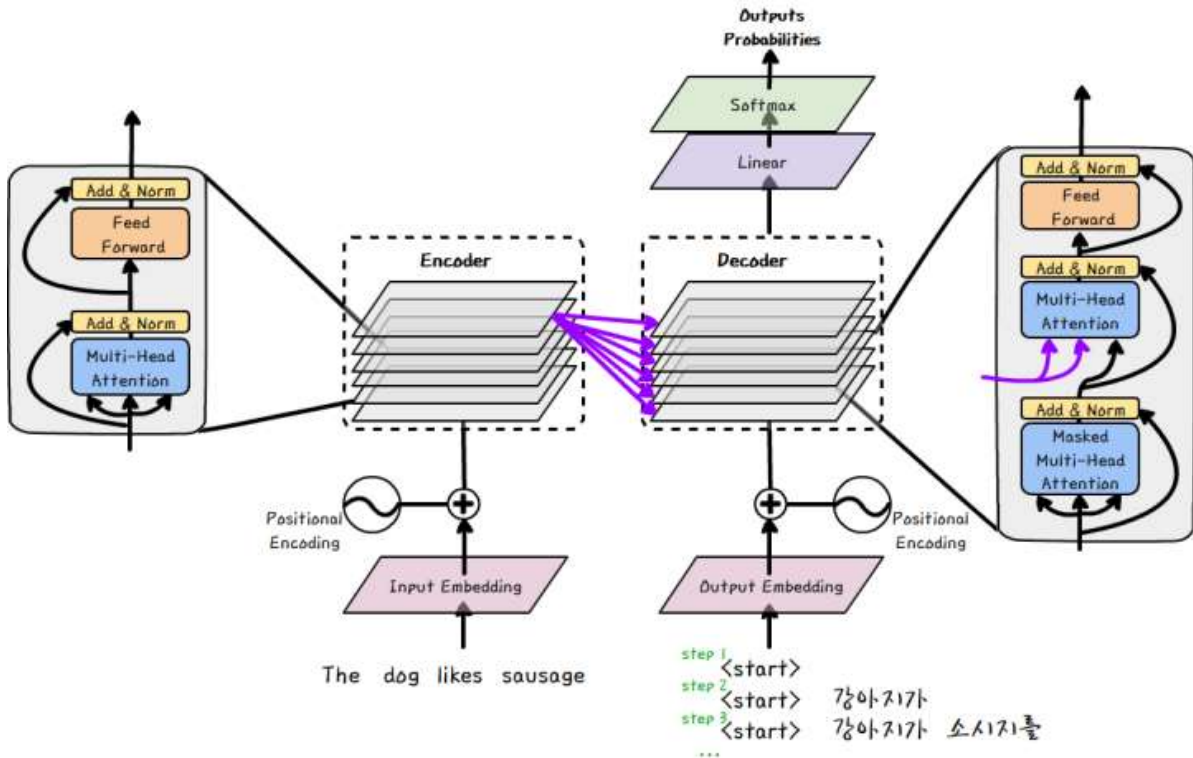 Outputs
Probabilities
Softmax
Linear
Add & Norm
Feed
Forward
Add & Norm
Multi-Head
Attention
Encoder
Decoder
Add & Norm
Feed
Forward
Add & Norm
Multi-Head
Attention
Add & Norm
Masked
Multi-Head
Attention
Positional
Encoding
Positional
Encoding
Input Embedding
Output Embedding
The dog likes sausage
step 1
<start>
step 2
<start> 강아지가
step 3
<start> 강아지가 소시지를
...